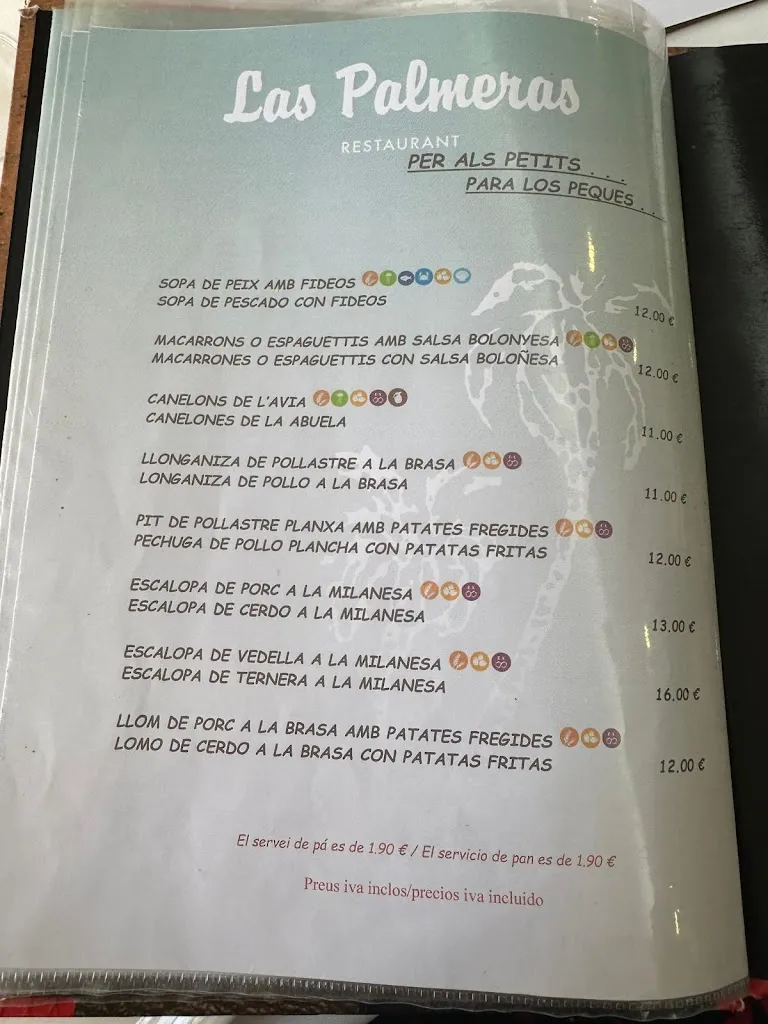 Las Palmeras
RESTAURANT
PER ALS PETITS . . .
PARA LOS PEQUES . . .
SOPA DE PEIX AMB FIDEOS
SOPA DE PESCADO CON FIDEOS
12.00 €
MACARRONS O ESPAGUETTIS AMB SALSA BOLONYESA
MACARRONES O ESPAGUETTIS CON SALSA BOLOÑESA
12.00 €
CANELONS DE L'AVIA
CANELONES DE LA ABUELA
11.00 €
LLONGANIZA DE POLLASTRE A LA BRASA
LONGANIZA DE POLLO A LA BRASA
11.00 €
PIT DE POLLASTRE PLANXA AMB PATATES FREGIDES
PECHUGA DE POLLO PLANCHA CON PATATAS FRITAS
12.00 €
ESCALOPA DE PORC A LA MILANESA
ESCALOPA DE CERDO A LA MILANESA
13.00 €
ESCALOPA DE VEDELLA A LA MILANESA
ESCALOPA DE TERNERA A LA MILANESA
16.00 €
LLOM DE PORC A LA BRASA AMB PATATES FREGIDES
LOMO DE CERDO A LA BRASA CON PATATAS FRITAS
12.00 €
El servei de pá es de 1.90 € / El servicio de pan es de 1.90 €
Preus iva inclos/precios iva incluido